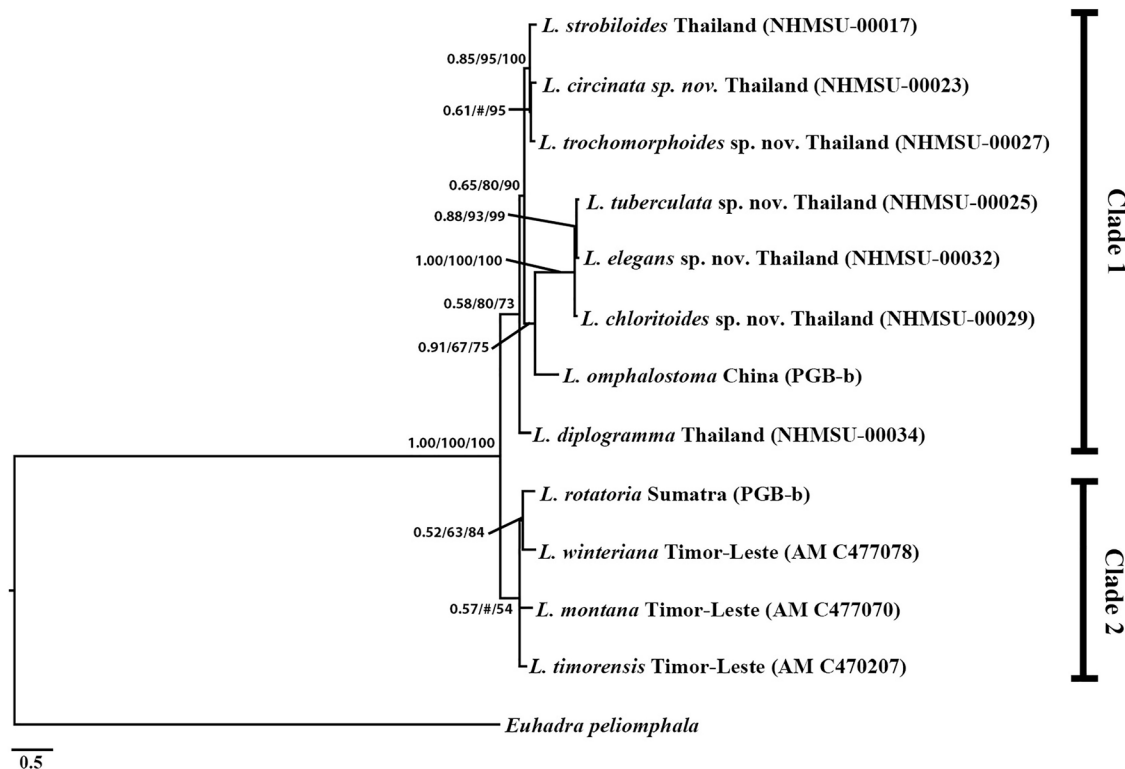 L. strobiloides Thailand (NHMSU-00017)
0.85/95/100
L. circinata sp. nov. Thailand (NHMSU-00023)
0.61/#/95
L. trochomorphoides sp. nov. Thailand (NHMSU-00027)
0.65/80/90
L. tuberculata sp. nov. Thailand (NHMSU-00025)
0.88/93/99
Clade 1
1.00/100/100
L. elegans sp. nov. Thailand (NHMSU-00032)
0.58/80/73
L. chloritoides sp. nov. Thailand (NHMSU-00029)
0.91/67/75
L. omphalostoma China (PGB-b)
L. diplogramma Thailand (NHMSU-00034)
1.00/100/100
L. rotatoria Sumatra (PGB-b)
0.52/63/84
L. winteriana Timor-Leste (AM C477078)
Clade 2
0.57/#/54
L. montana Timor-Leste (AM C477070)
L. timorensis Timor-Leste (AM C470207)
Euhadra peliomphala
0.5